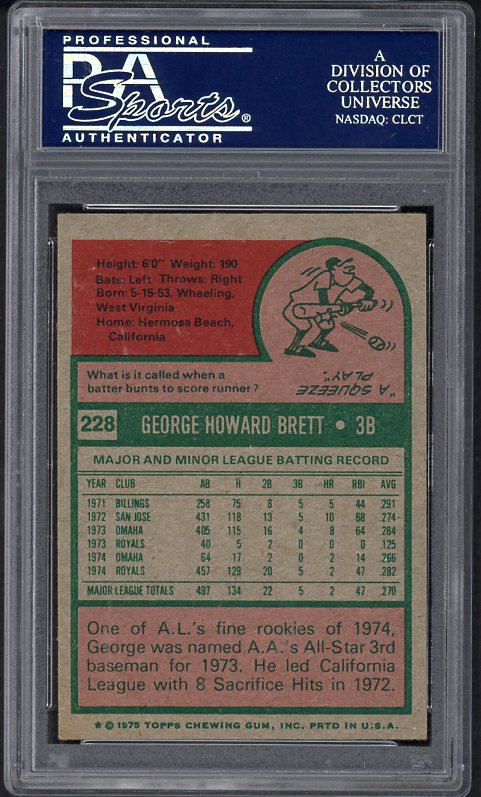 PROFESSIONAL
PSA
Sports®
AUTHENTICATOR
A
DIVISION OF
COLLECTORS
UNIVERSE
NASDAQ: CLCT
Height: 6'0" Weight: 190
Bats: Left Throws: Right
Born: 5-15-53, Wheeling,
West Virginia
Home: Hermosa Beach,
California
What is it called when a
batter bunts to score runner?
"A SQUEEZE
PLAY."
228 GEORGE HOWARD BRETT • 3B
MAJOR AND MINOR LEAGUE BATTING RECORD
YEAR CLUB AB H 2B 3B HR RBI AVG
1971 BILLINGS 258 75 8 5 5 44 .291
1972 SAN JOSE 431 118 13 5 10 68 .274
1973 OMAHA 405 115 16 4 8 64 .284
1973 ROYALS 40 5 2 0 0 0 .125
1974 OMAHA 64 17 2 0 2 14 .266
1974 ROYALS 457 129 20 5 2 47 .282
MAJOR LEAGUE TOTALS 497 134 22 5 2 47 .270
One of A.L.'s fine rookies of 1974,
George was named A.A.'s All-Star 3rd
baseman for 1973. He led California
League with 8 Sacrifice Hits in 1972.
* © 1975 TOPPS CHEWING GUM, INC. PRTD IN U.S.A.